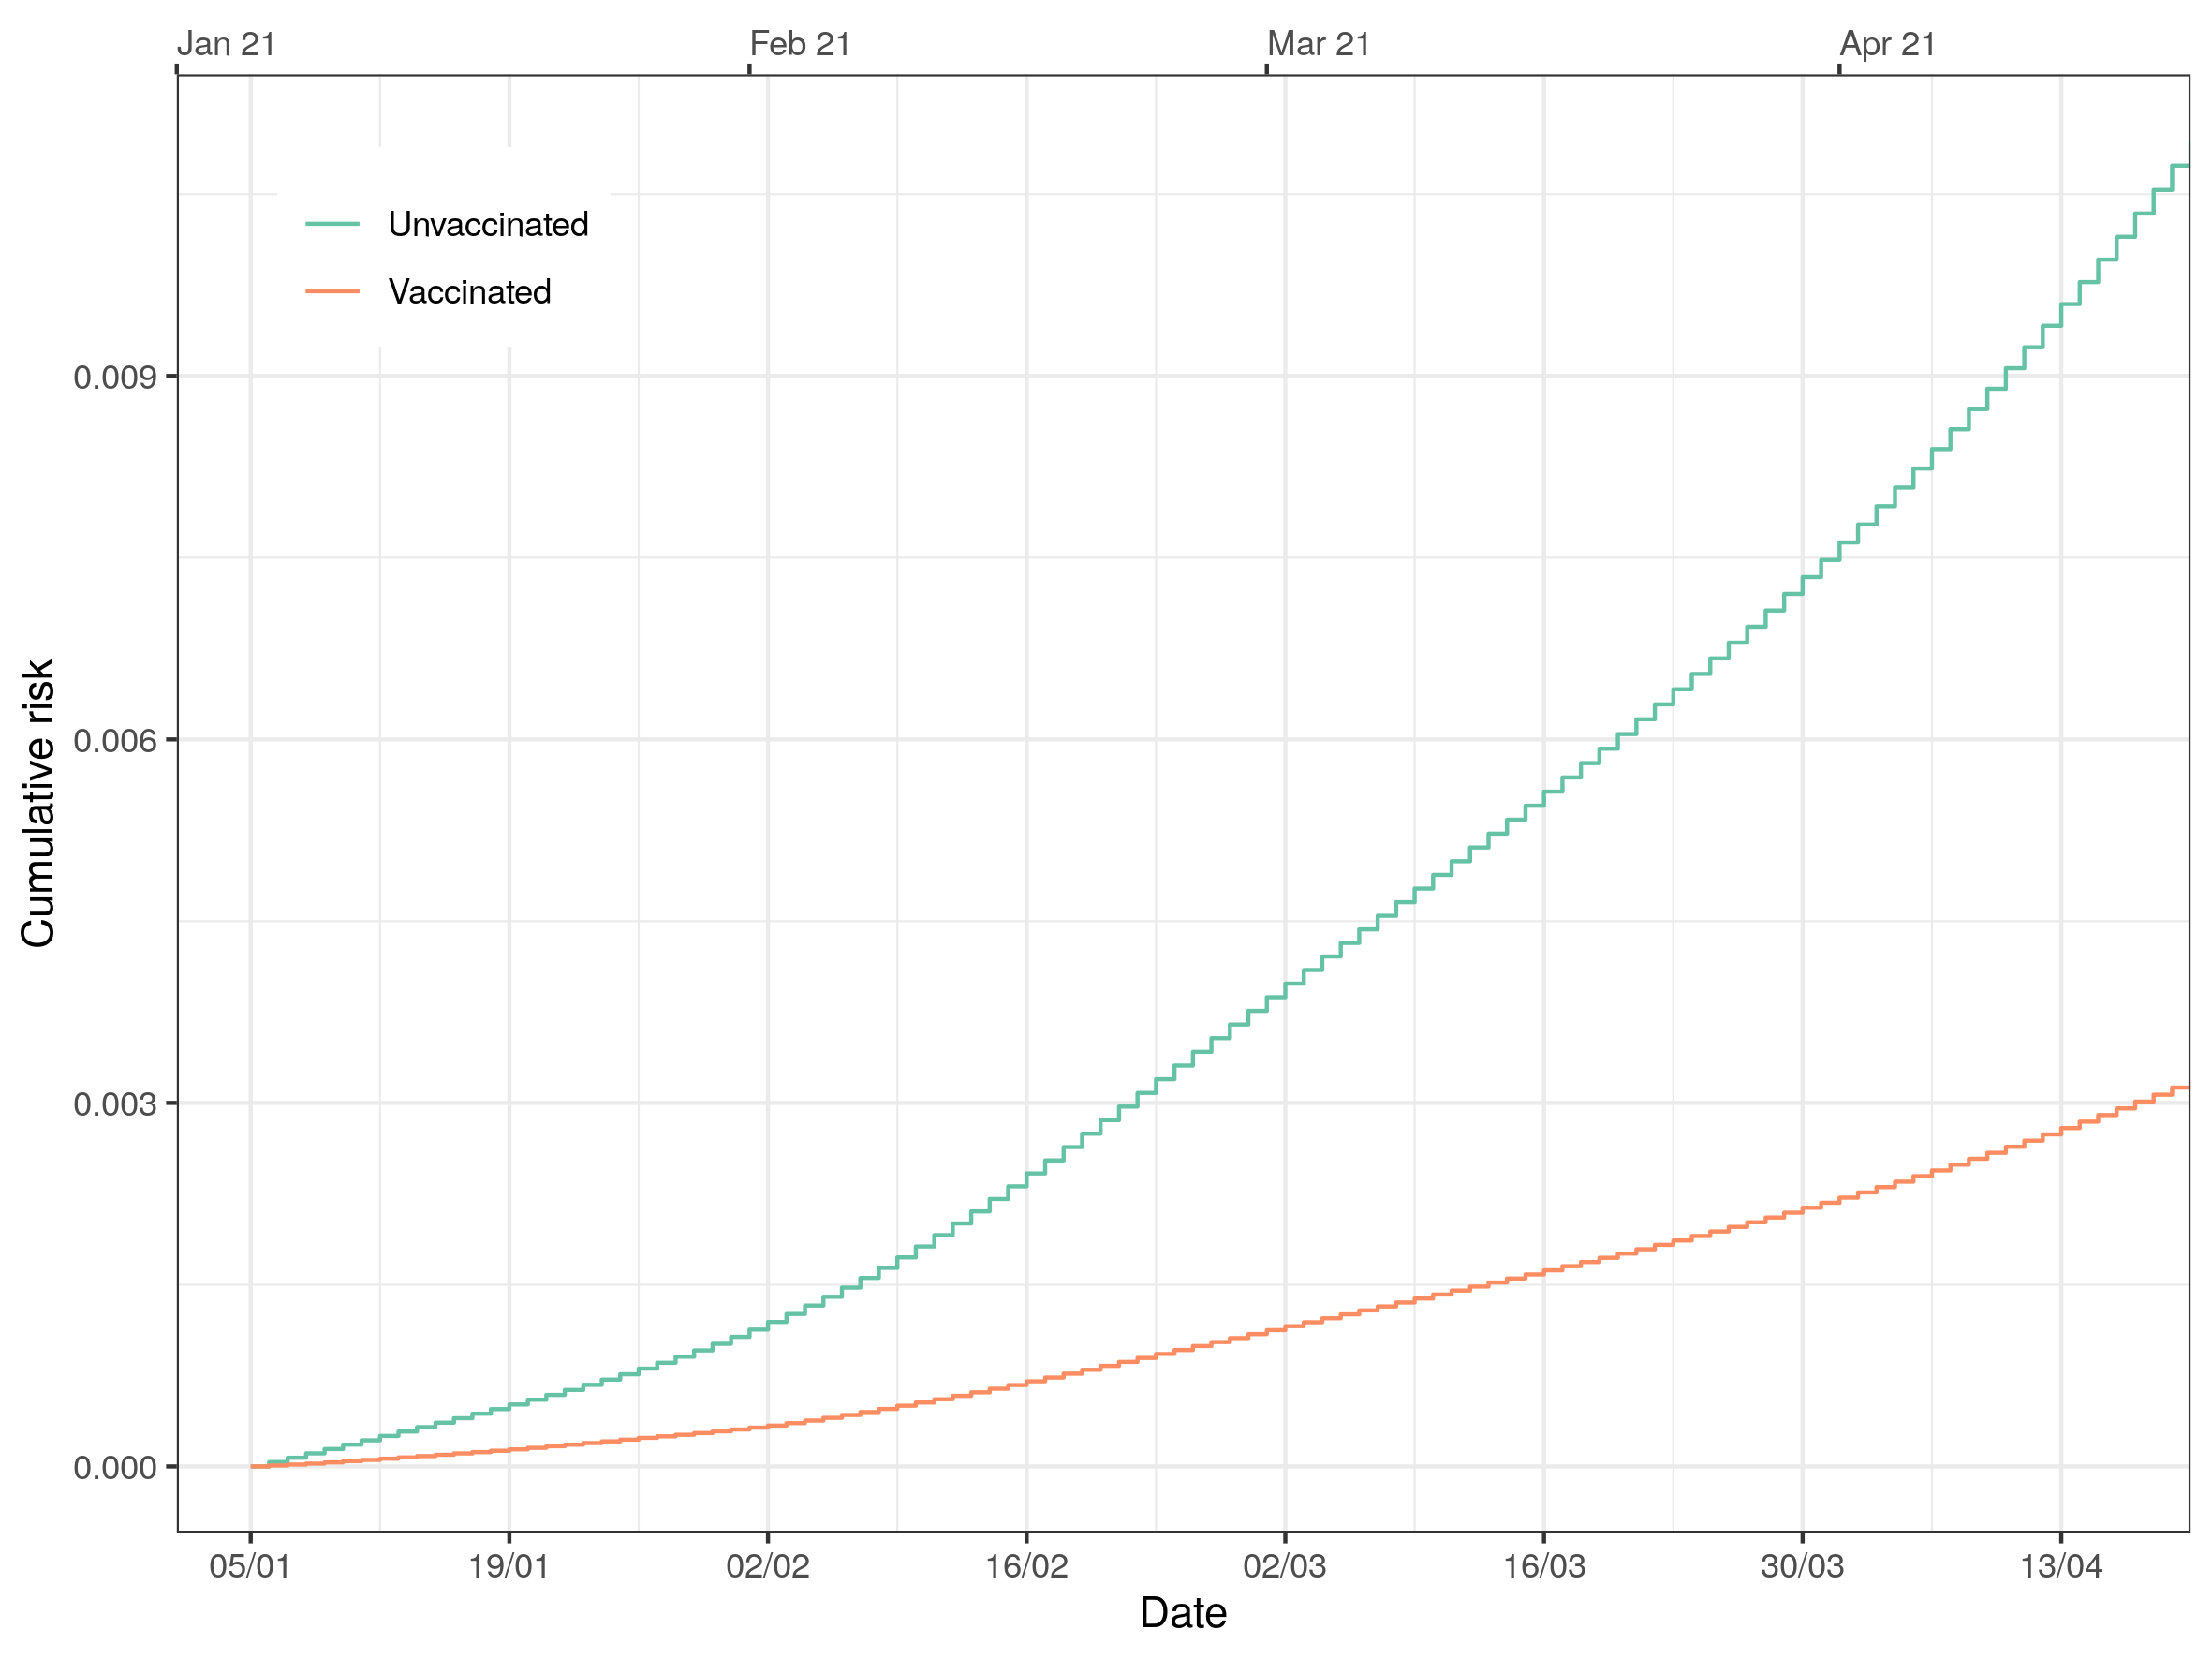 Jan 21 Feb 21 Mar 21 Apr 21
Unvaccinated
Vaccinated
0.009
0.006
0.003
0.000
Cumulative risk
05/01 19/01 02/02 16/02 02/03 16/03 30/03 13/04
Date